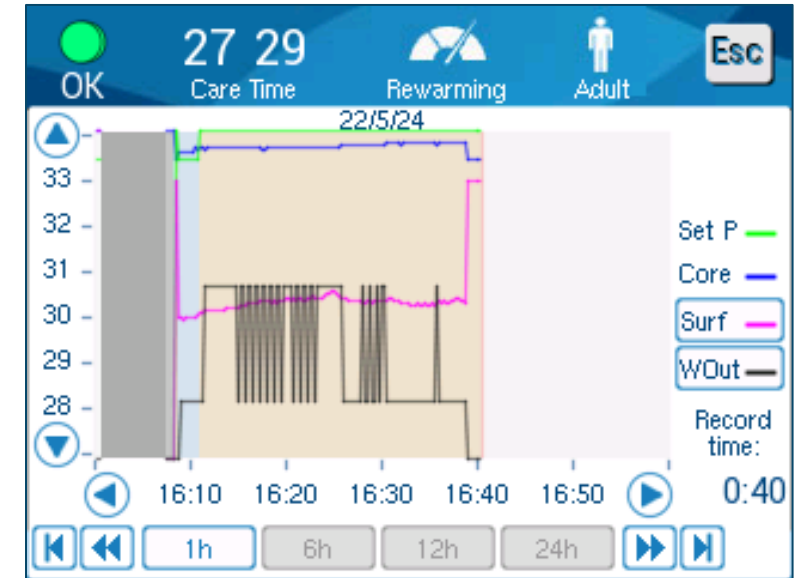 OK
27 29
Care Time
Rewarming
Adult
Esc
22/5/24
33
32
31
30
29
28
Set P
Core
Surf
WOut
Record
time:
0:40
16:10 16:20 16:30 16:40 16:50
1h 6h 12h 24h